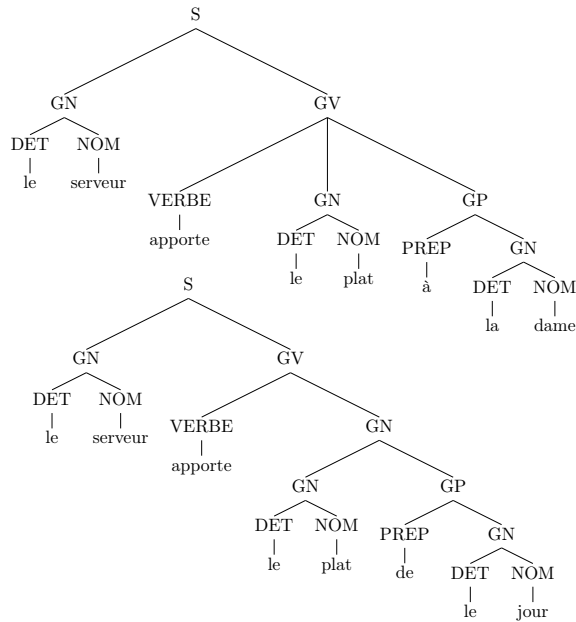 S
GN GV
DET NOM
le serveur
VERBE GN GP
apporte
DET NOM PREP GN
le plat à
DET NOM
la dame
S
GN GV
DET NOM
le serveur
VERBE GN
apporte
GN GP
DET NOM PREP GN
le plat de
DET NOM
le jour